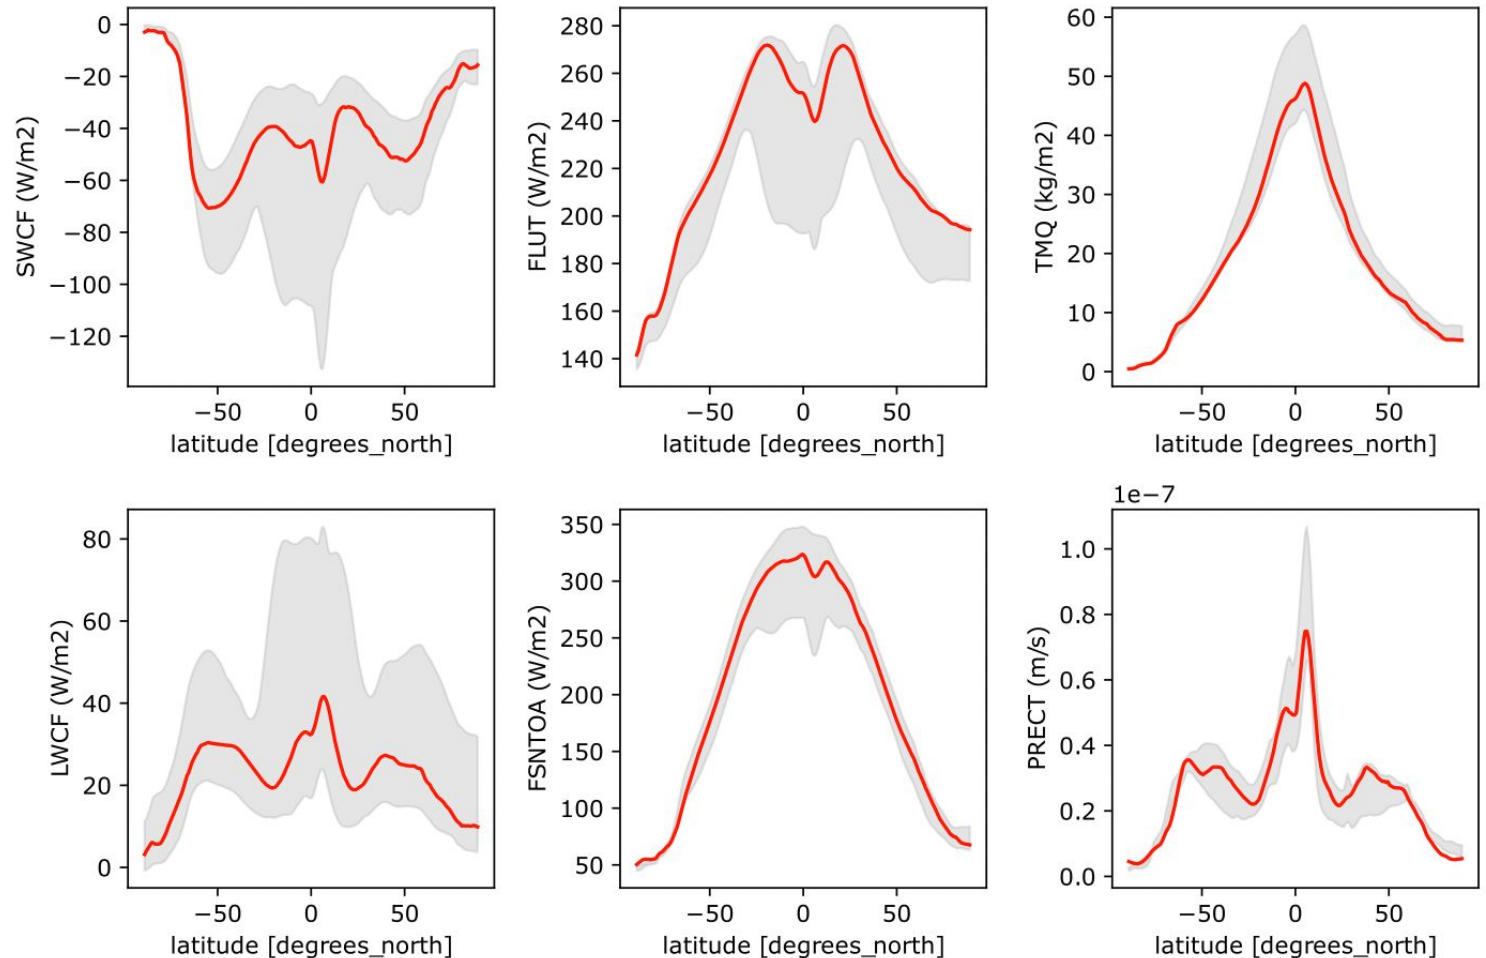 SWCF (W/m2)
0
−20
−40
−60
−80
−100
−120
−50 0 50
latitude [degrees_north]
FLUT (W/m2)
280
260
240
220
200
180
160
140
−50 0 50
latitude [degrees_north]
TMQ (kg/m2)
60
50
40
30
20
10
0
−50 0 50
latitude [degrees_north]
LWCF (W/m2)
80
60
40
20
0
−50 0 50
latitude [degrees_north]
FSNTOA (W/m2)
350
300
250
200
150
100
50
−50 0 50
latitude [degrees_north]
1e−7
PRECT (m/s)
1.0
0.8
0.6
0.4
0.2
0.0
−50 0 50
latitude [degrees_north]